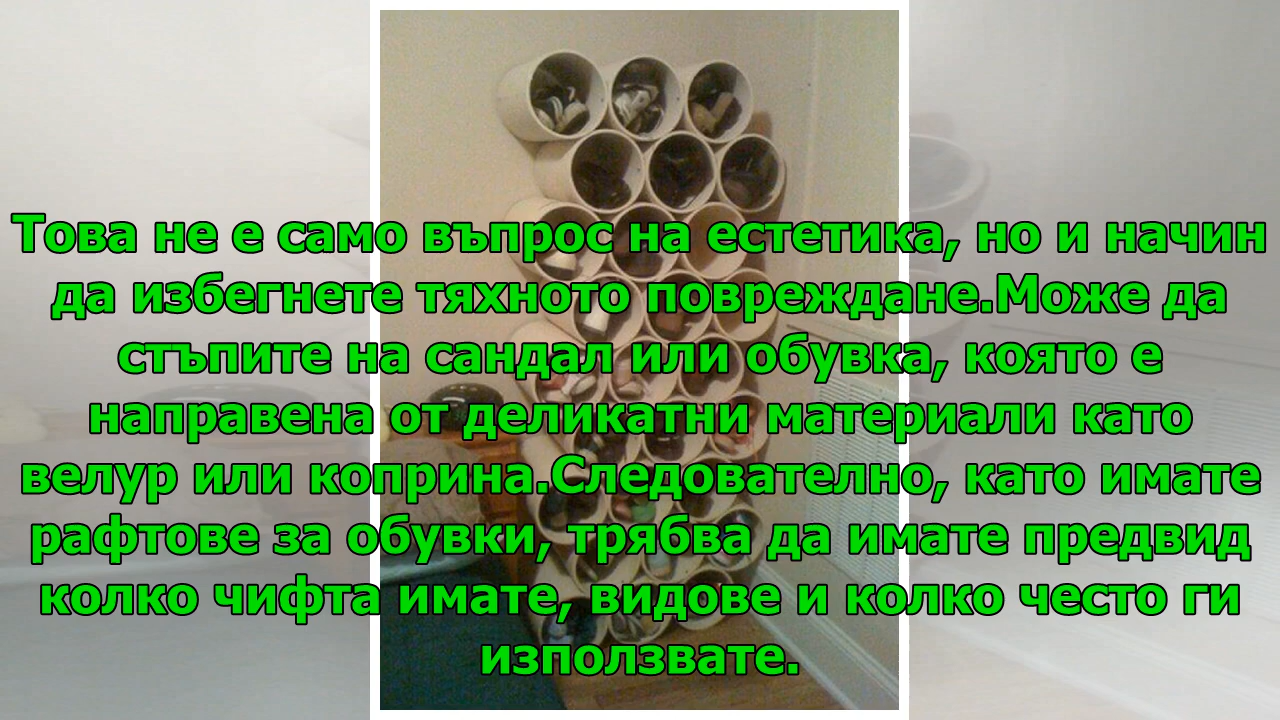 Това не е само въпрос на естетика, но и начин
да избегнете тяхното повреждане.Може да
стъпите на сандал или обувка, която е
направена от деликатни материали като
велур или коприна.Следователно, като имате
рафтове за обувки, трябва да имате предвид
колко чифта имате, видове и колко често ги
използвате.